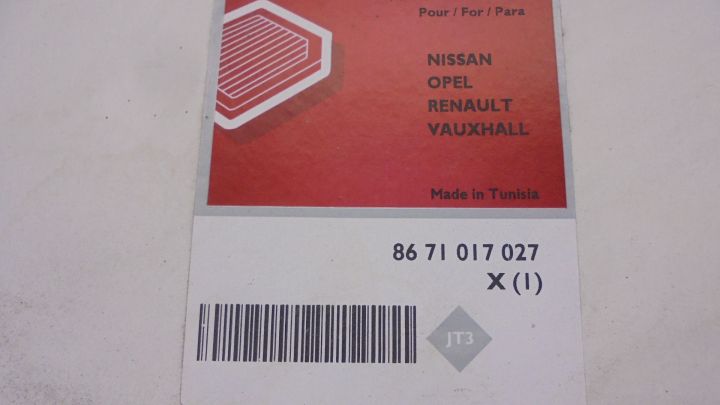 Pour / For / Para
NISSAN
OPEL
RENAULT
VAUXHALL
Made in Tunisia
86 71 017 027
X (1)
JT3